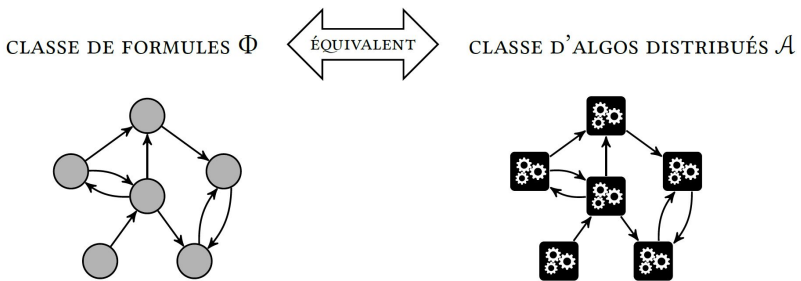 CLASSE DE FORMULES Φ
ÉQUIVALENT
CLASSE D'ALGOS DISTRIBUÉS 𝒜